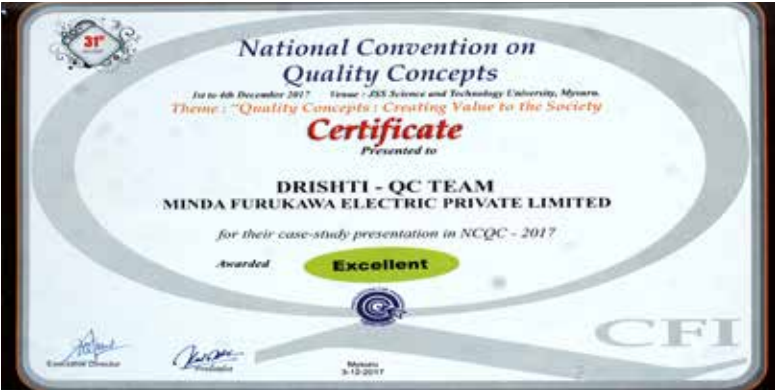 31st
National Convention on
Quality Concepts
1st to 4th December 2017 Venue : JSS Science and Technology University, Mysuru.
Theme : "Quality Concepts : Creating Value to the Society
Certificate
Presented to
DRISHTI - QC TEAM
MINDA FURUKAWA ELECTRIC PRIVATE LIMITED
for their case-study presentation in NCQC - 2017
Awarded Excellent
CFI
Executive Director
President
Mysuru
3-12-2017